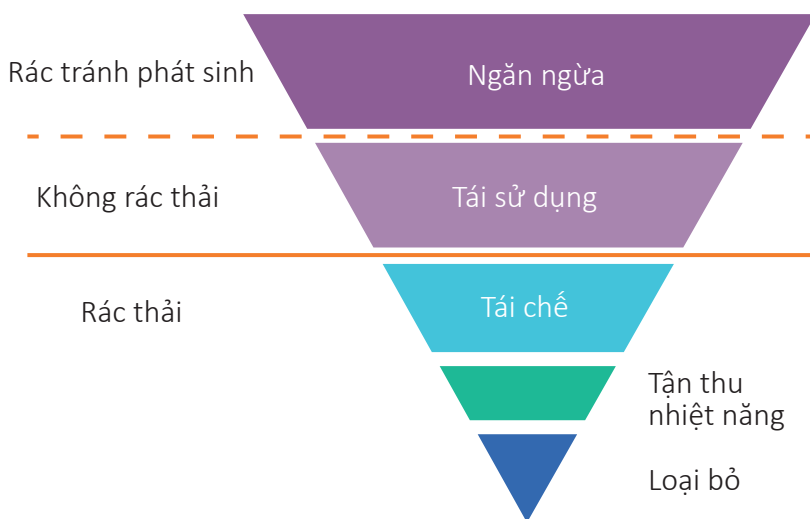 Rác tránh phát sinh
Ngăn ngừa
Không rác thải
Tái sử dụng
Rác thải
Tái chế
Tận thu
nhiệt năng
Loại bỏ